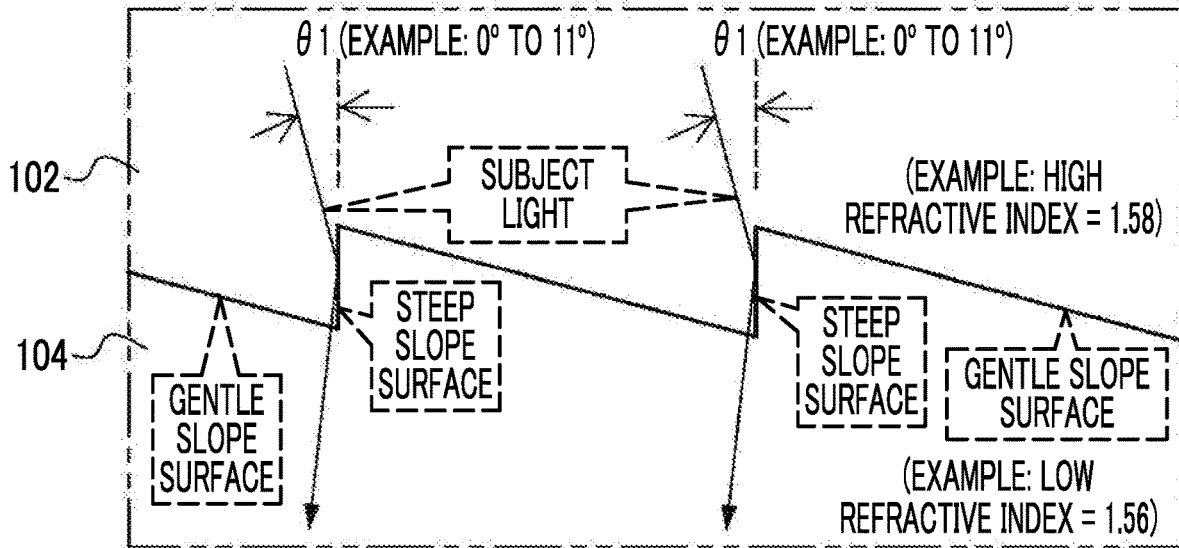 θ1 (EXAMPLE: 0° TO 11°)
θ1 (EXAMPLE: 0° TO 11°)
102
SUBJECT
LIGHT
(EXAMPLE: HIGH
REFRACTIVE INDEX = 1.58)
104
GENTLE
SLOPE
SURFACE
STEEP
SLOPE
SURFACE
STEEP
SLOPE
SURFACE
GENTLE SLOPE
SURFACE
(EXAMPLE: LOW
REFRACTIVE INDEX = 1.56)